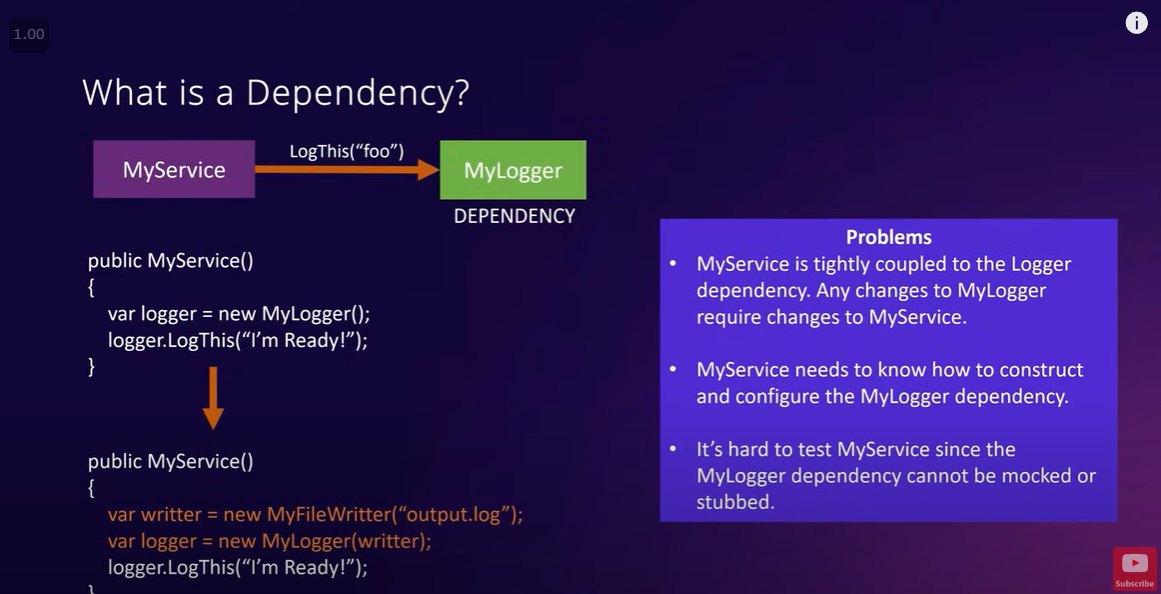 1.00
What is a Dependency?
MyService
LogThis(“foo”)
MyLogger
DEPENDENCY
public MyService()
{
var logger = new MyLogger();
logger.LogThis(“I’m Ready!”);
}
public MyService()
{
var writter = new MyFileWritter(“output.log”);
var logger = new MyLogger(writter);
logger.LogThis(“I’m Ready!”);
}
Problems
• MyService is tightly coupled to the Logger
dependency. Any changes to MyLogger
require changes to MyService.
• MyService needs to know how to construct
and configure the MyLogger dependency.
• It’s hard to test MyService since the
MyLogger dependency cannot be mocked or
stubbed.
i
Subscribe